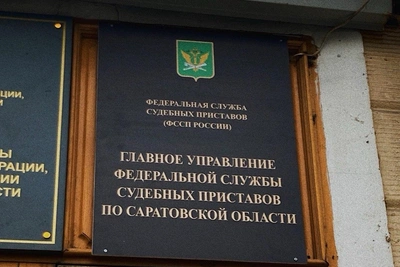 ФЕДЕРАЛЬНАЯ СЛУЖБА
СУДЕБНЫХ ПРИСТАВОВ
(ФССП РОССИИ)
ГЛАВНОЕ УПРАВЛЕНИЕ
ФЕДЕРАЛЬНОЙ СЛУЖБЫ
СУДЕБНЫХ ПРИСТАВОВ
ПО САРАТОВСКОЙ ОБЛАСТИ